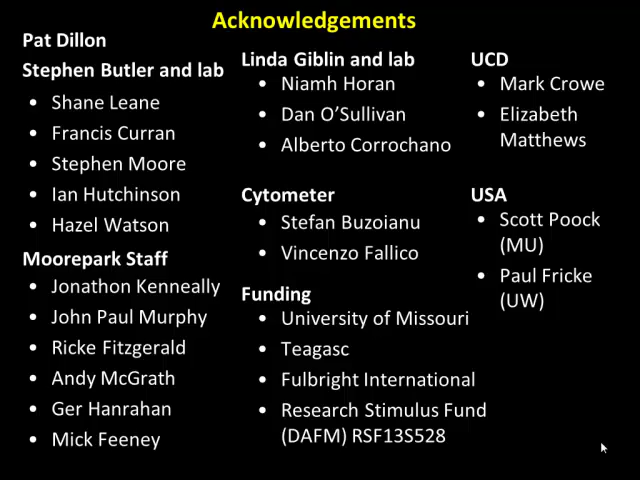 Acknowledgements
Pat Dillon
Stephen Butler and lab
• Shane Leane
• Francis Curran
• Stephen Moore
• Ian Hutchinson
• Hazel Watson
Moorepark Staff
• Jonathon Kenneally
• John Paul Murphy
• Ricke Fitzgerald
• Andy McGrath
• Ger Hanrahan
• Mick Feeney
Linda Giblin and lab
• Niamh Horan
• Dan O’Sullivan
• Alberto Corrochano
Cytometer
• Stefan Buzoianu
• Vincenzo Fallico
Funding
• University of Missouri
• Teagasc
• Fulbright International
• Research Stimulus Fund
(DAFM) RSF13S528
UCD
• Mark Crowe
• Elizabeth
Matthews
USA
• Scott Poock
(MU)
• Paul Fricke
(UW)